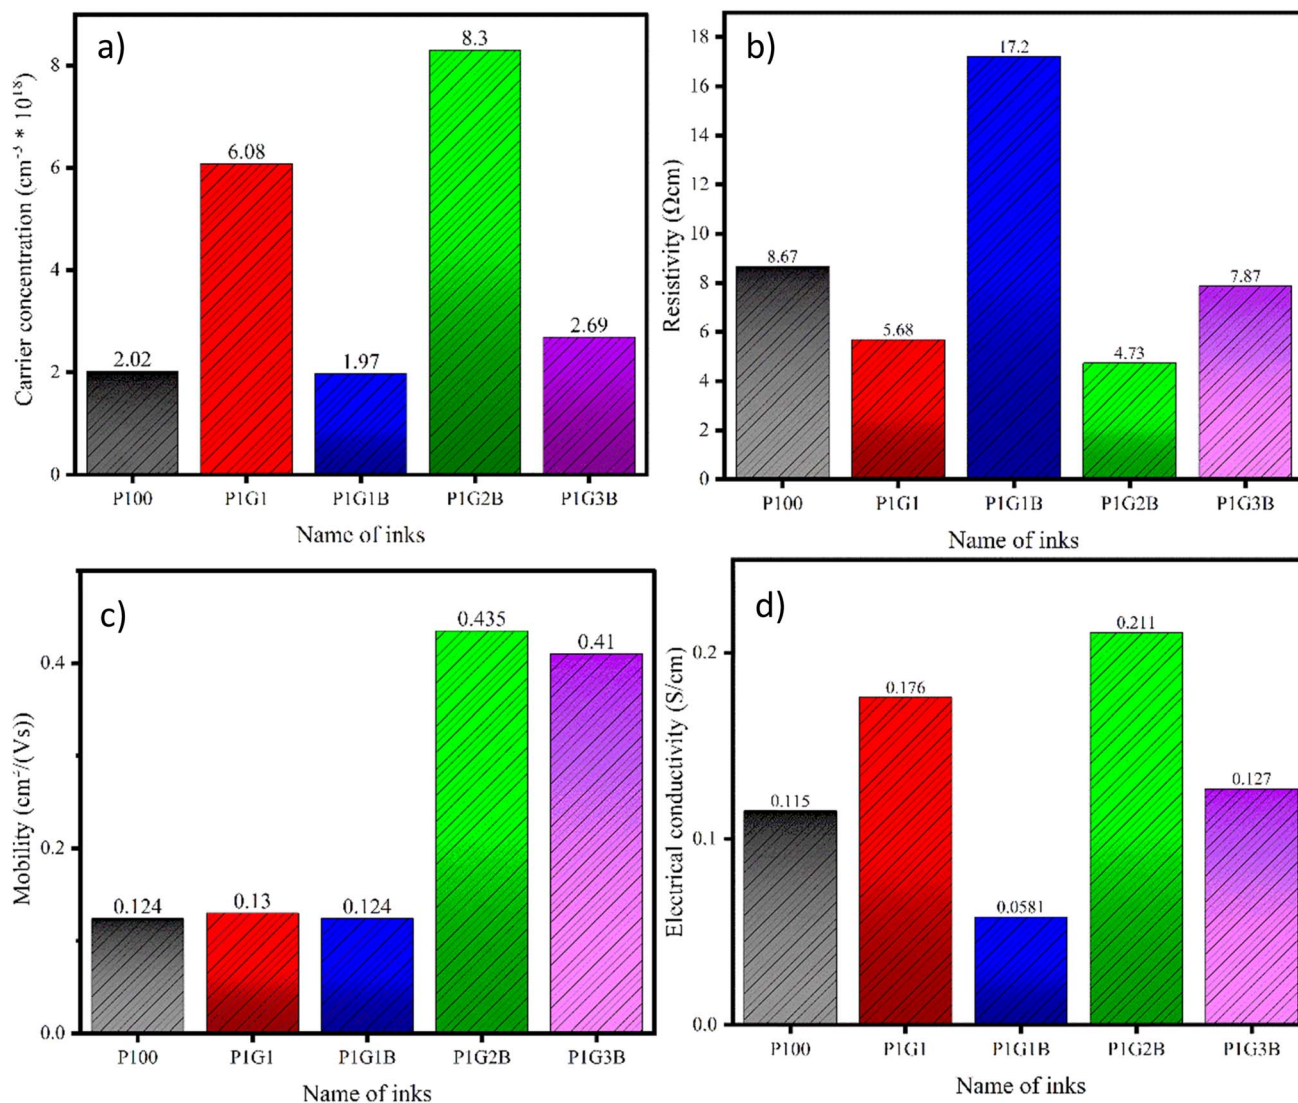 a)
Carrier concentration (cm⁻³ * 10¹⁸)
8
6
4
2
0
2.02
6.08
1.97
8.3
2.69
P100 P1G1 P1G1B P1G2B P1G3B
Name of inks
b)
Resistivity (Ωcm)
18
16
14
12
10
8
6
4
2
0
8.67
5.68
17.2
4.73
7.87
P100 P1G1 P1G1B P1G2B P1G3B
Name of inks
c)
Mobility (cm²/(Vs))
0.4
0.2
0.0
0.124
0.13
0.124
0.435
0.41
P100 P1G1 P1G1B P1G2B P1G3B
Name of inks
d)
Electrical conductivity (S/cm)
0.2
0.1
0.0
0.115
0.176
0.0581
0.211
0.127
P100 P1G1 P1G1B P1G2B P1G3B
Name of inks